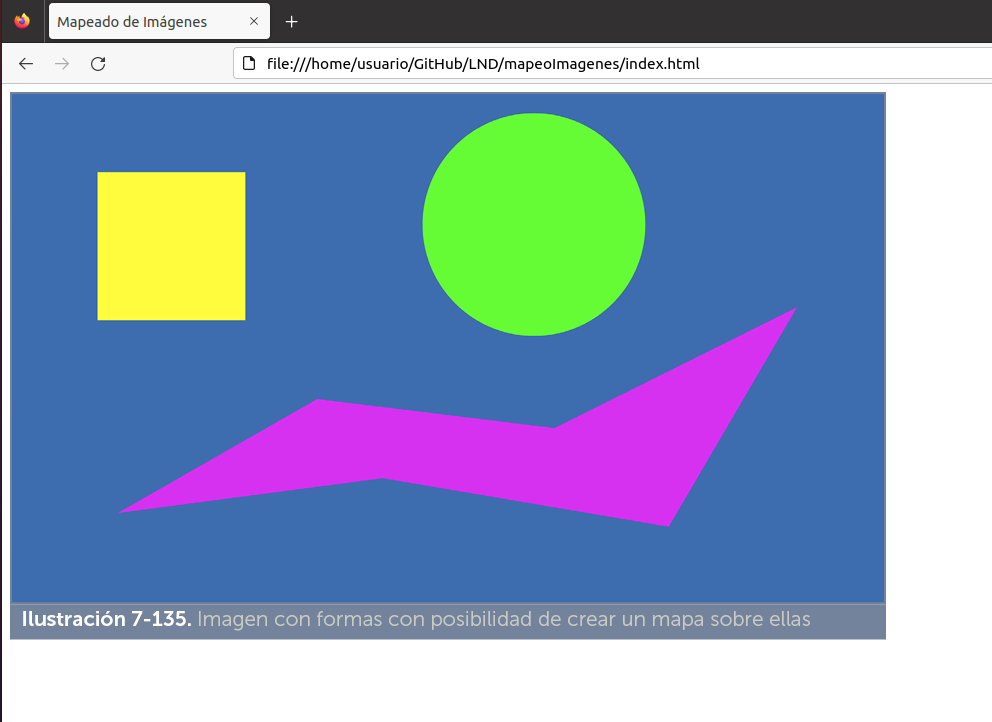 Mapeado de Imágenes
file:///home/usuario/GitHub/LND/mapeoImagenes/index.html
Ilustración 7-135. Imagen con formas con posibilidad de crear un mapa sobre ellas